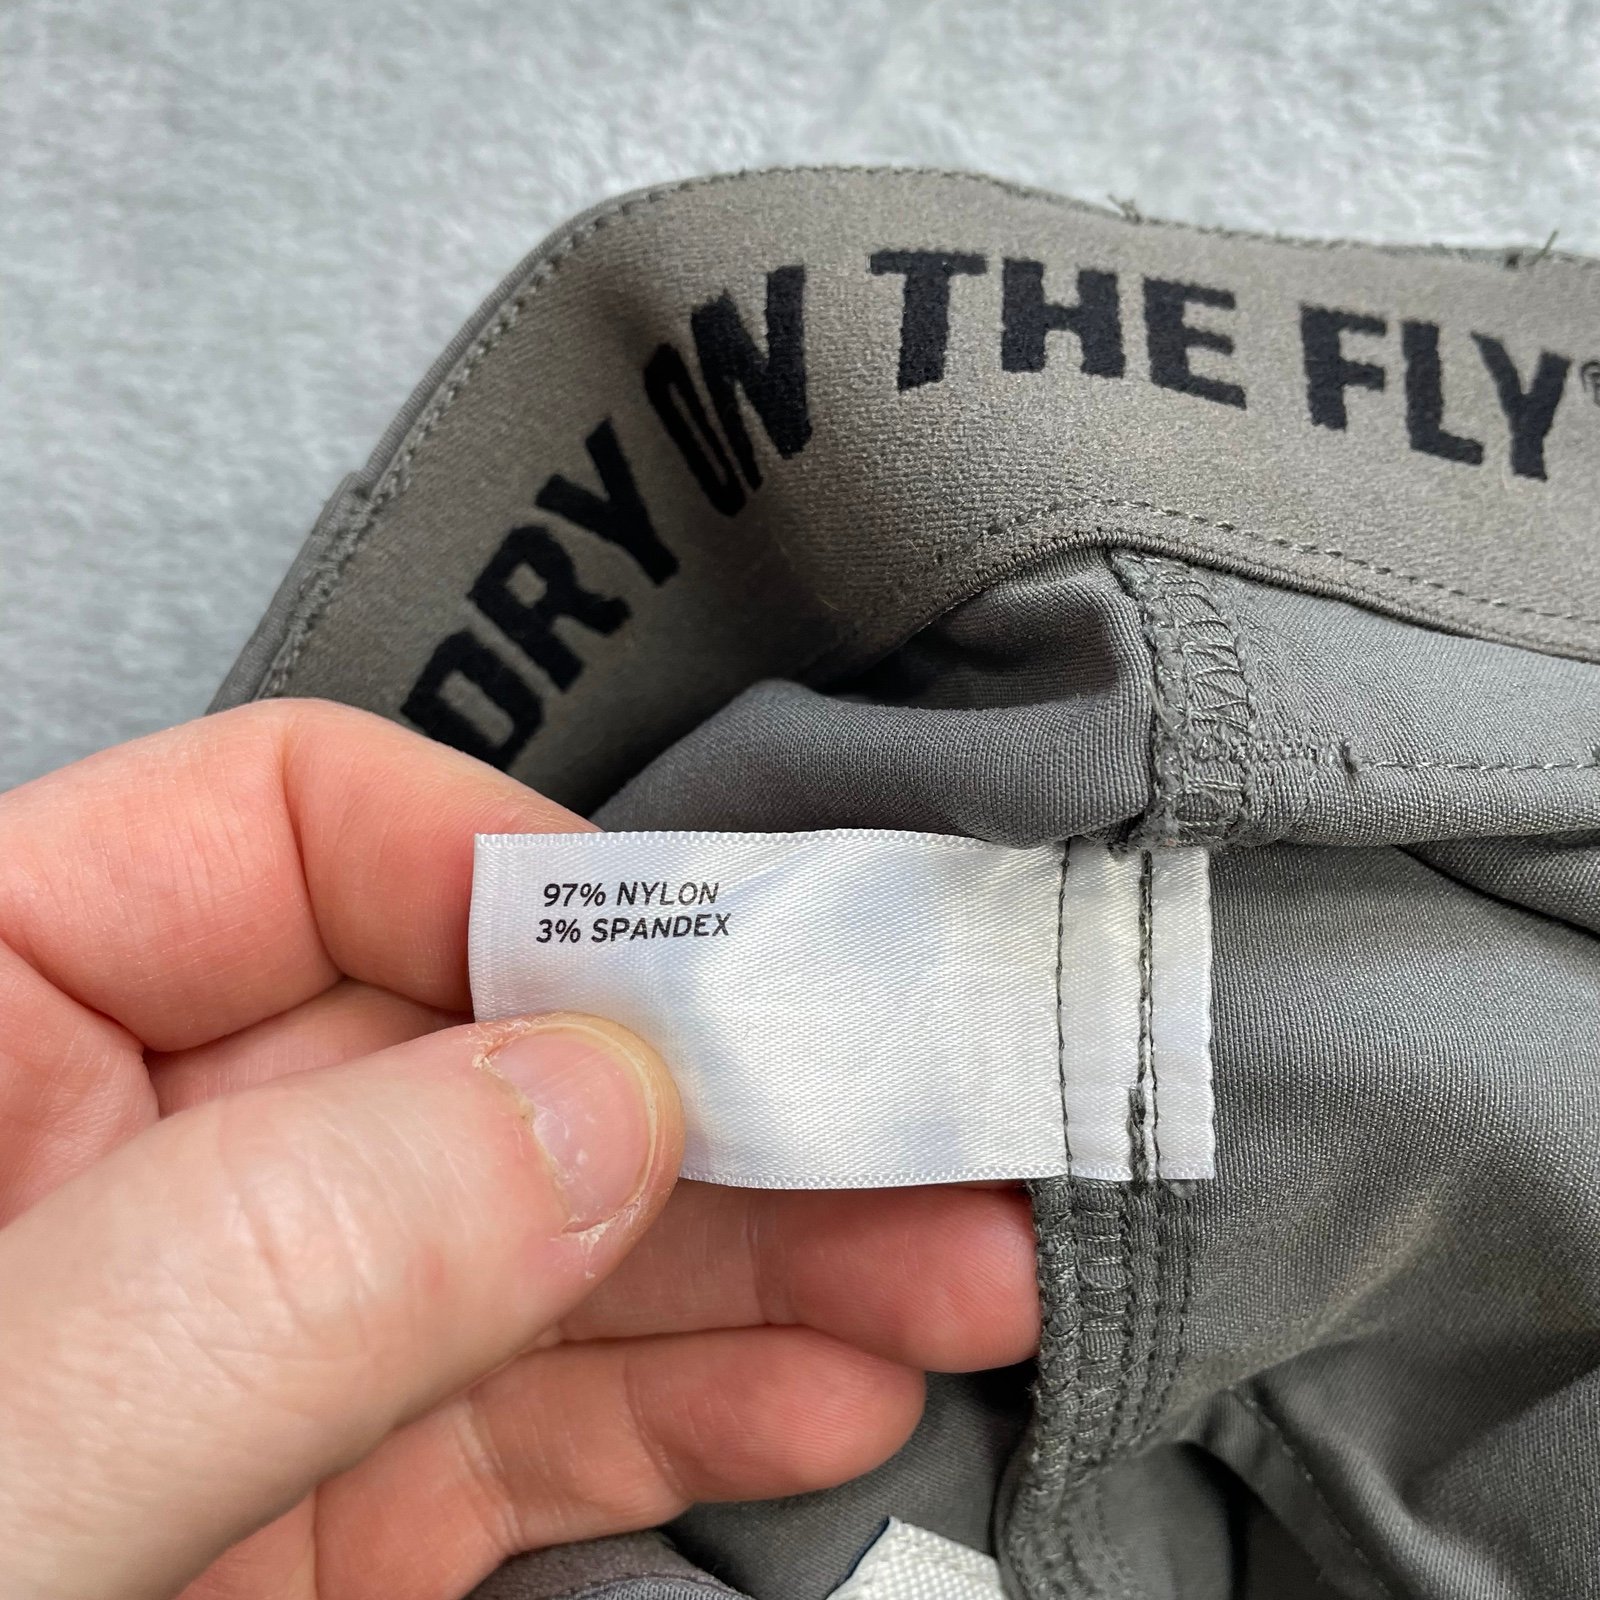 DRY ON THE FLY®
97% NYLON
3% SPANDEX